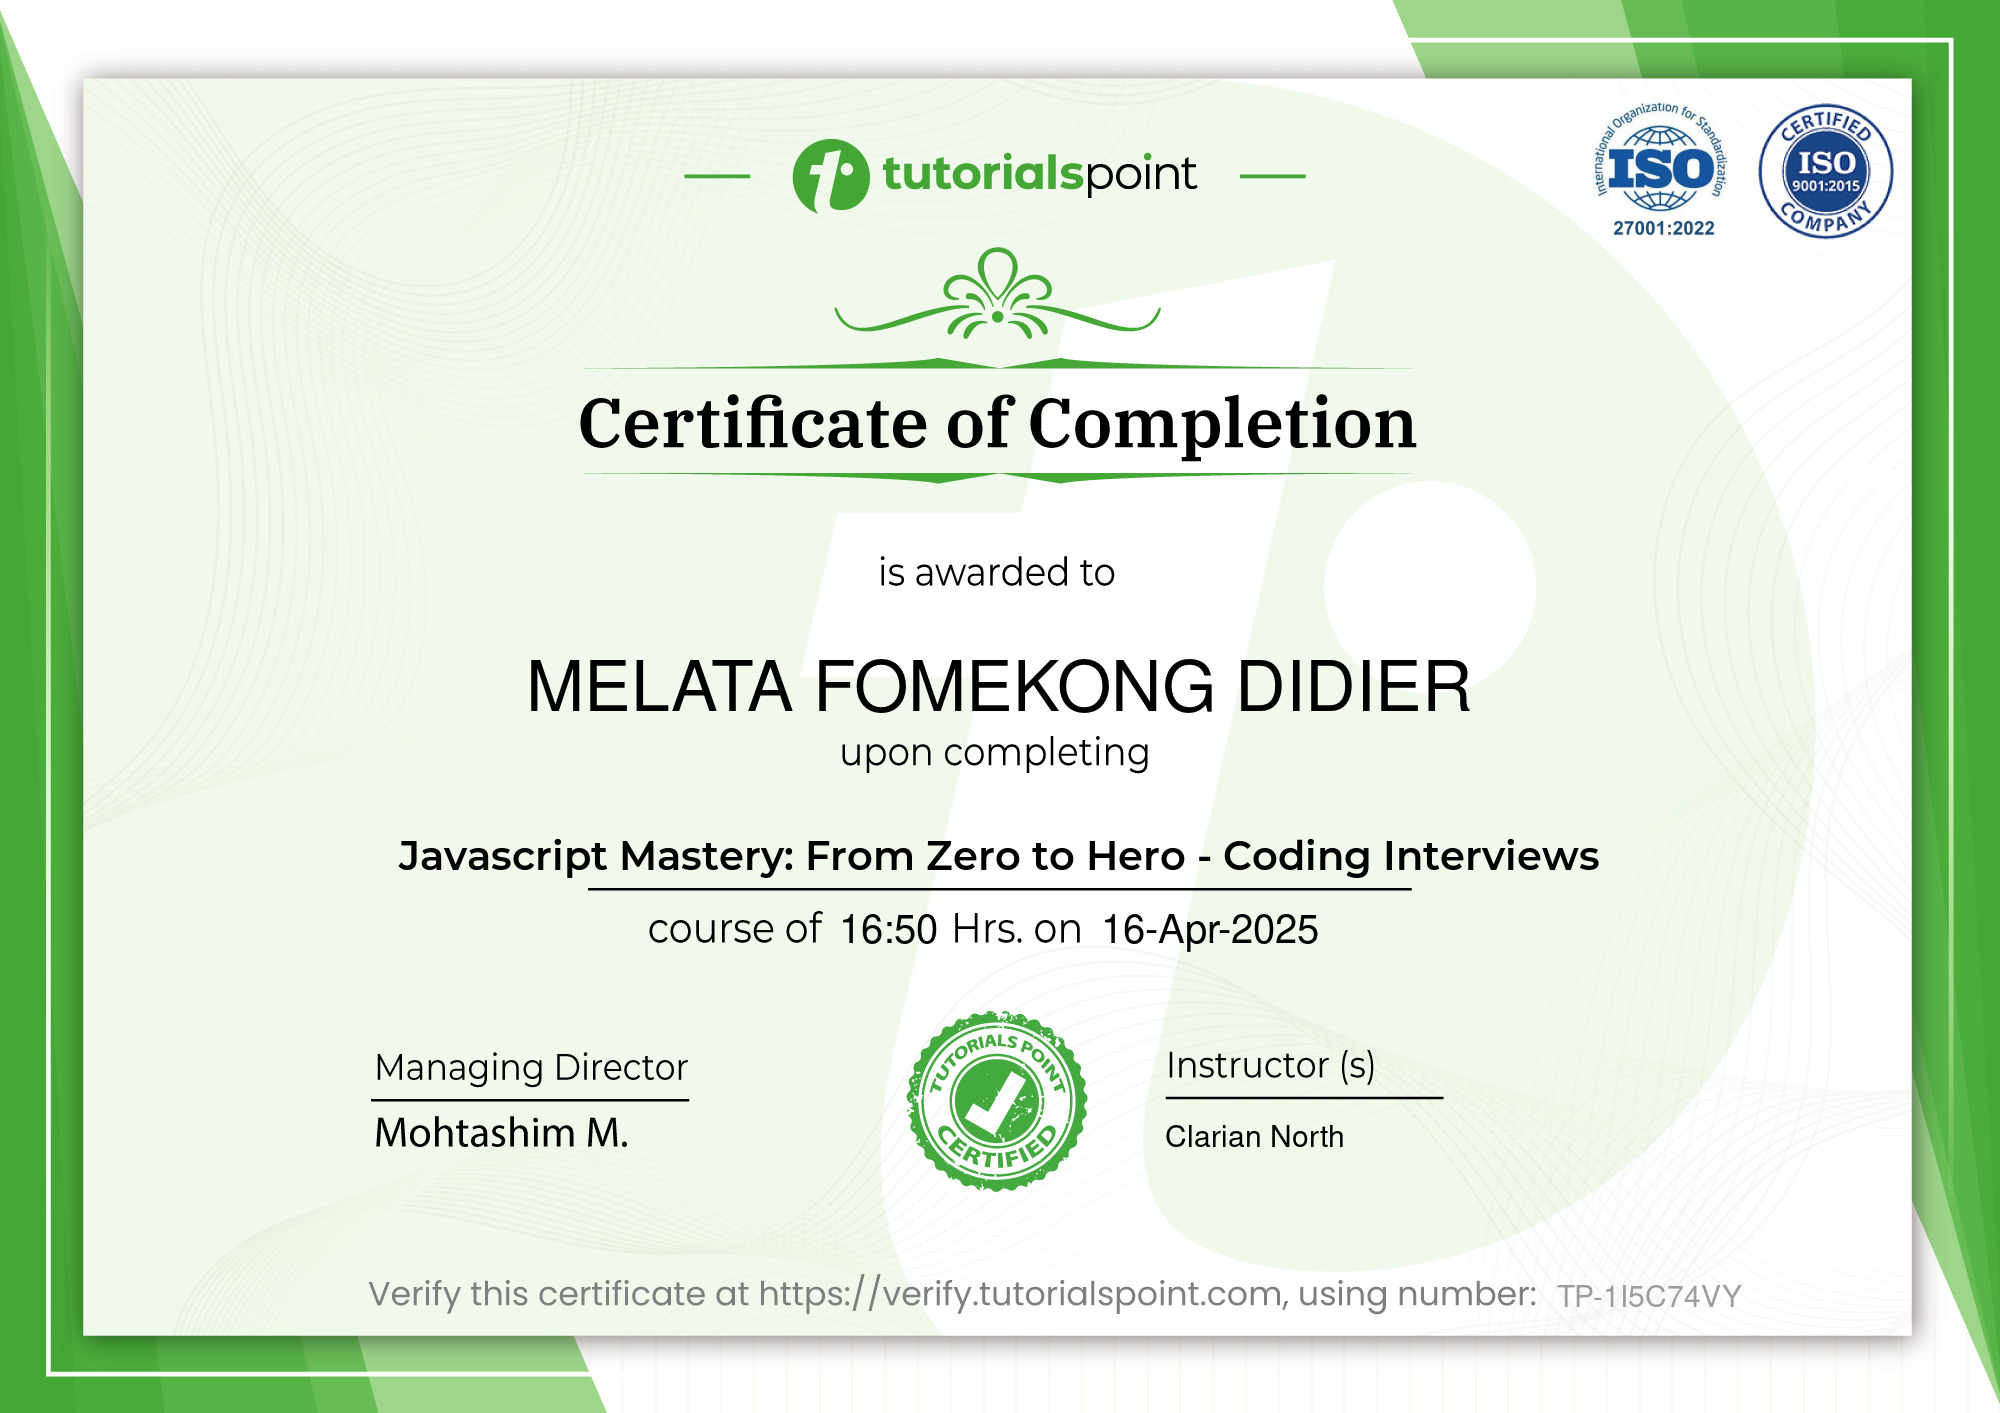 tutorialspoint
International Organization for Standardization
ISO
27001:2022
CERTIFIED
ISO
9001:2015
COMPANY
Certificate of Completion
is awarded to
MELATA FOMEKONG DIDIER
upon completing
Javascript Mastery: From Zero to Hero - Coding Interviews
course of 16:50 Hrs. on 16-Apr-2025
Managing Director
Mohtashim M.
TUTORIALS POINT
CERTIFIED
Instructor (s)
Clarian North
Verify this certificate at https://verify.tutorialspoint.com, using number: TP-1I5C74VY